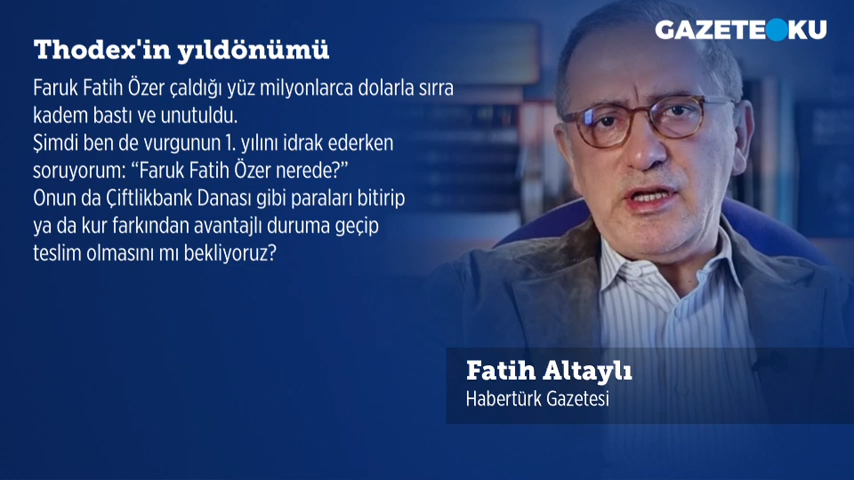 GAZETEOKU
Thodex'in yıldönümü
Faruk Fatih Özer çaldığı yüz milyonlarca dolarla sırra
kadem bastı ve unutuldu.
Şimdi ben de vurgunun 1. yılını idrak ederken
soruyorum: “Faruk Fatih Özer nerede?”
Onun da Çiftlikbank Danası gibi paraları bitirip
ya da kur farkından avantajlı duruma geçip
teslim olmasını mı bekliyoruz?
Fatih Altaylı
Habertürk Gazetesi